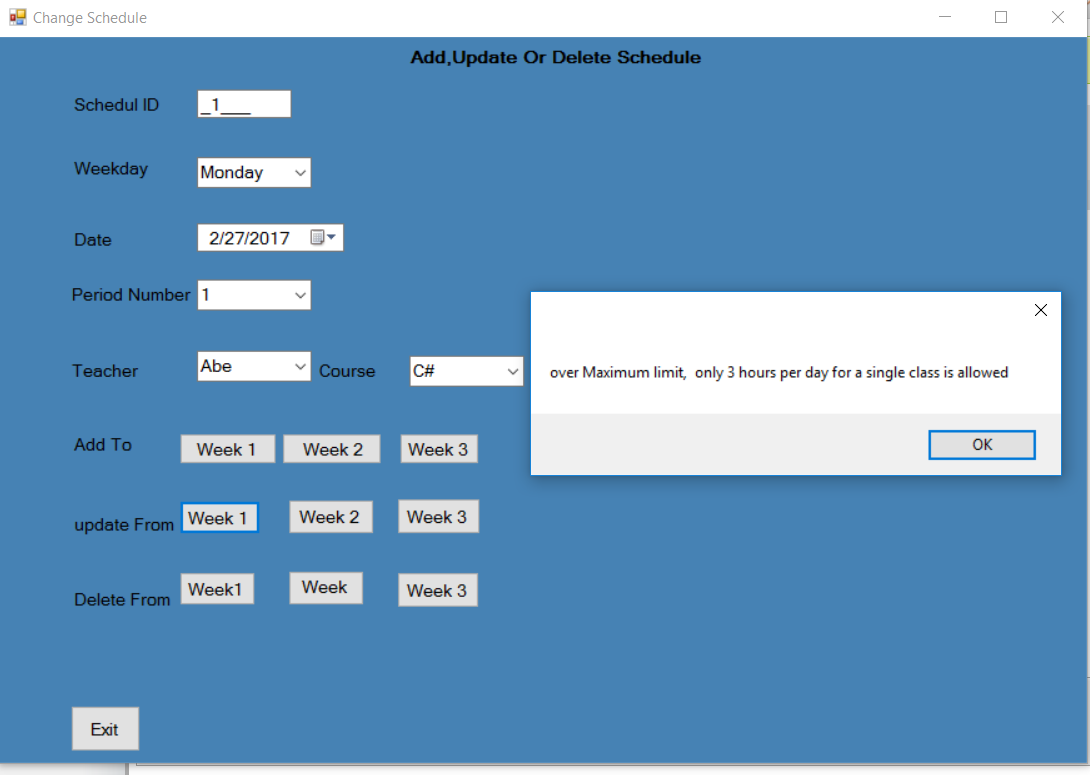 Change Schedule
Add,Update Or Delete Schedule
Schedul ID _1___
Weekday Monday
Date 2/27/2017
Period Number 1
Teacher Abe Course C#
over Maximum limit, only 3 hours per day for a single class is allowed
OK
Add To Week 1 Week 2 Week 3
update From Week 1 Week 2 Week 3
Delete From Week1 Week Week 3
Exit